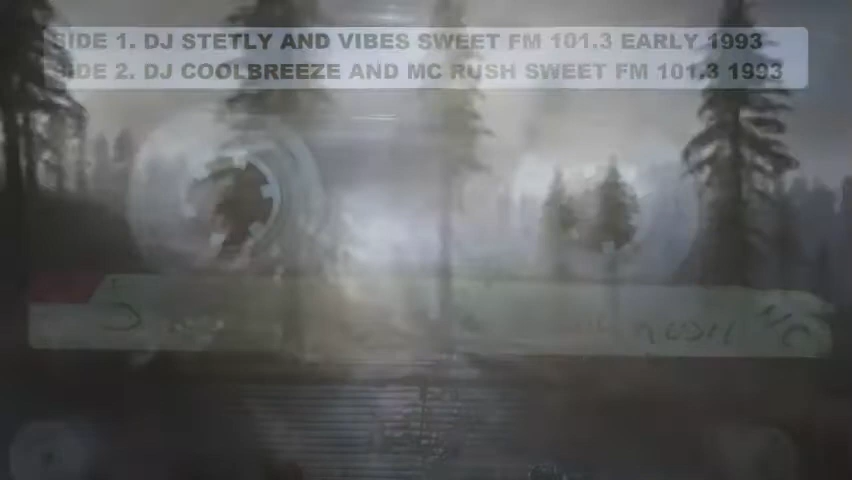 SIDE 1. DJ STETLY AND VIBES SWEET FM 101.3 EARLY 1993
SIDE 2. DJ COOLBREEZE AND MC RUSH SWEET FM 101.3 1993